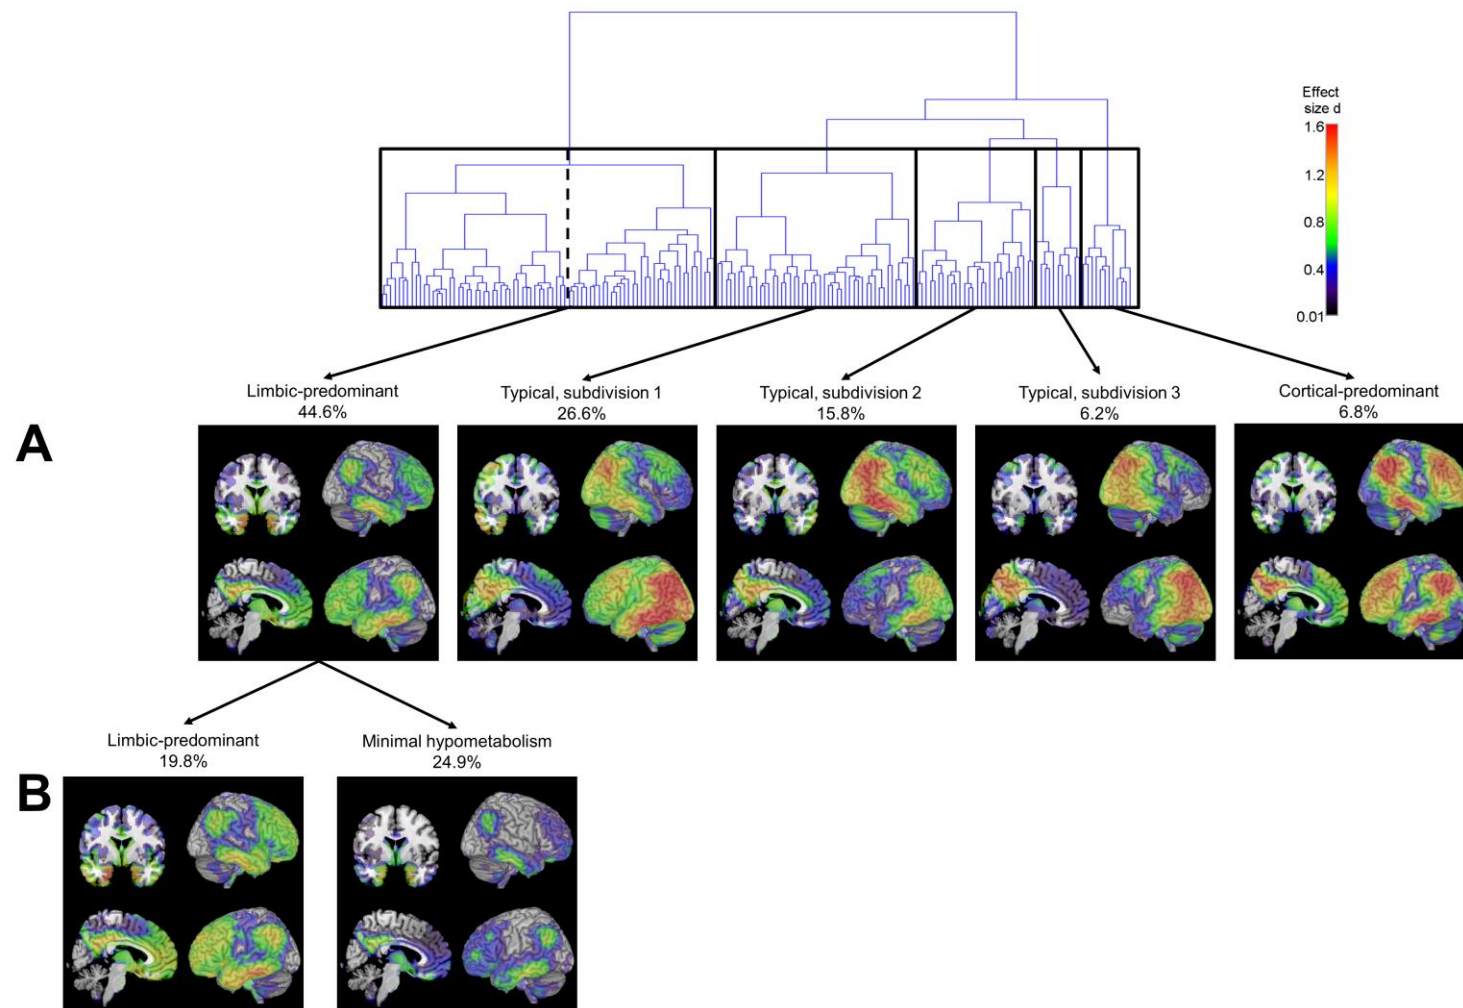 Effect
size d
1.6
1.2
0.8
0.4
0.01
A
Limbic-predominant
44.6%
Typical, subdivision 1
26.6%
Typical, subdivision 2
15.8%
Typical, subdivision 3
6.2%
Cortical-predominant
6.8%
B
Limbic-predominant
19.8%
Minimal hypometabolism
24.9%